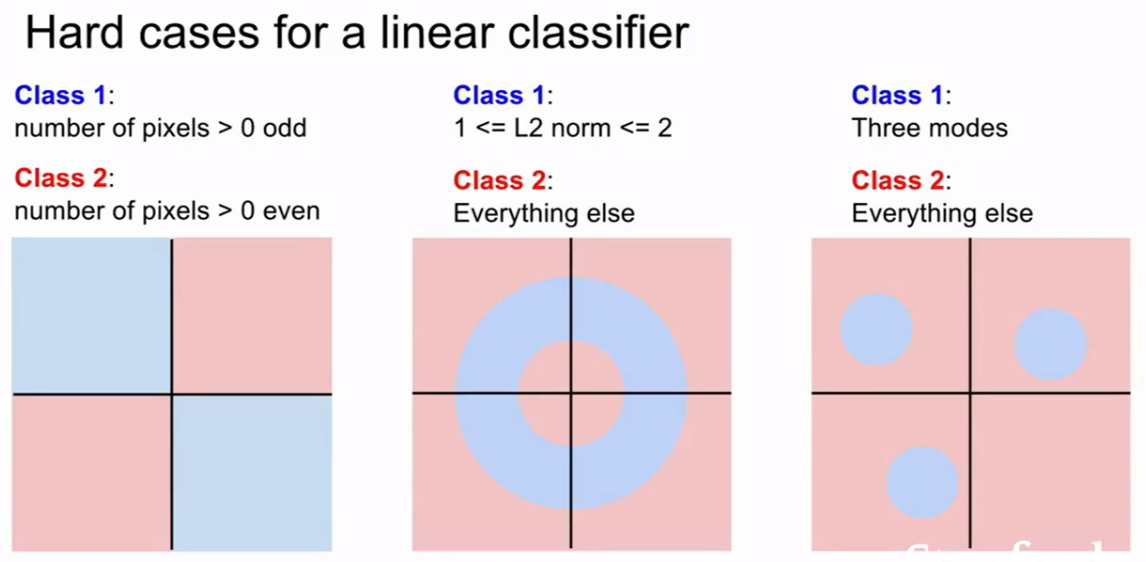 Hard cases for a linear classifier
Class 1:
number of pixels > 0 odd
Class 2:
number of pixels > 0 even
Class 1:
1 <= L2 norm <= 2
Class 2:
Everything else
Class 1:
Three modes
Class 2:
Everything else